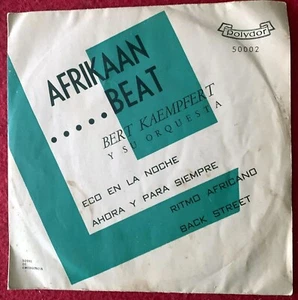 polydor
50002
AFRIKAAN
.....BEAT
BERT KAEMPFERT
Y SU ORQUESTA
ECO EN LA NOCHE
AHORA Y PARA SIEMPRE
RITMO AFRICANO
BACK STREET